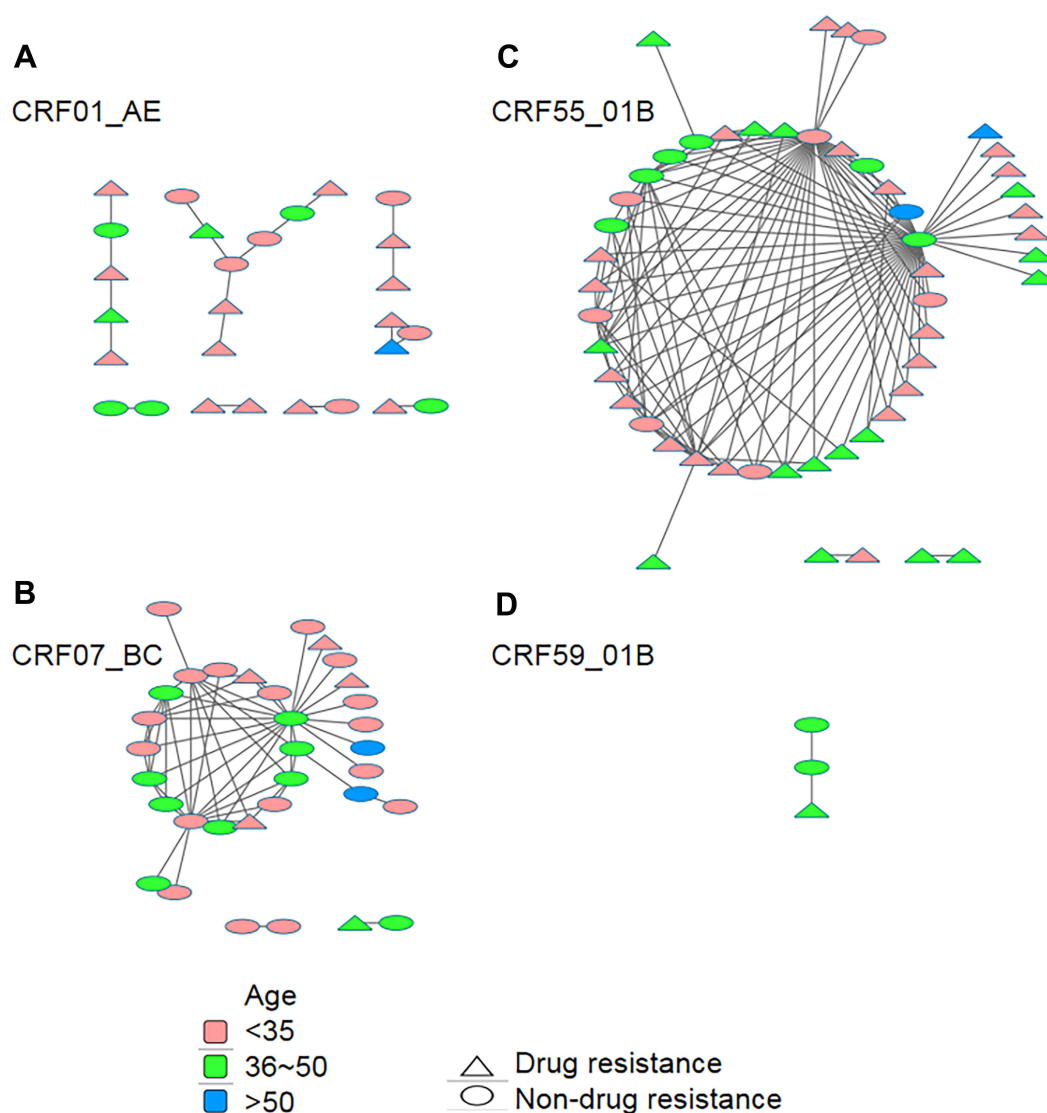 A
CRF01_AE
C
CRF55_01B
B
CRF07_BC
D
CRF59_01B
Age
<35
36~50
>50
Drug resistance
Non-drug resistance